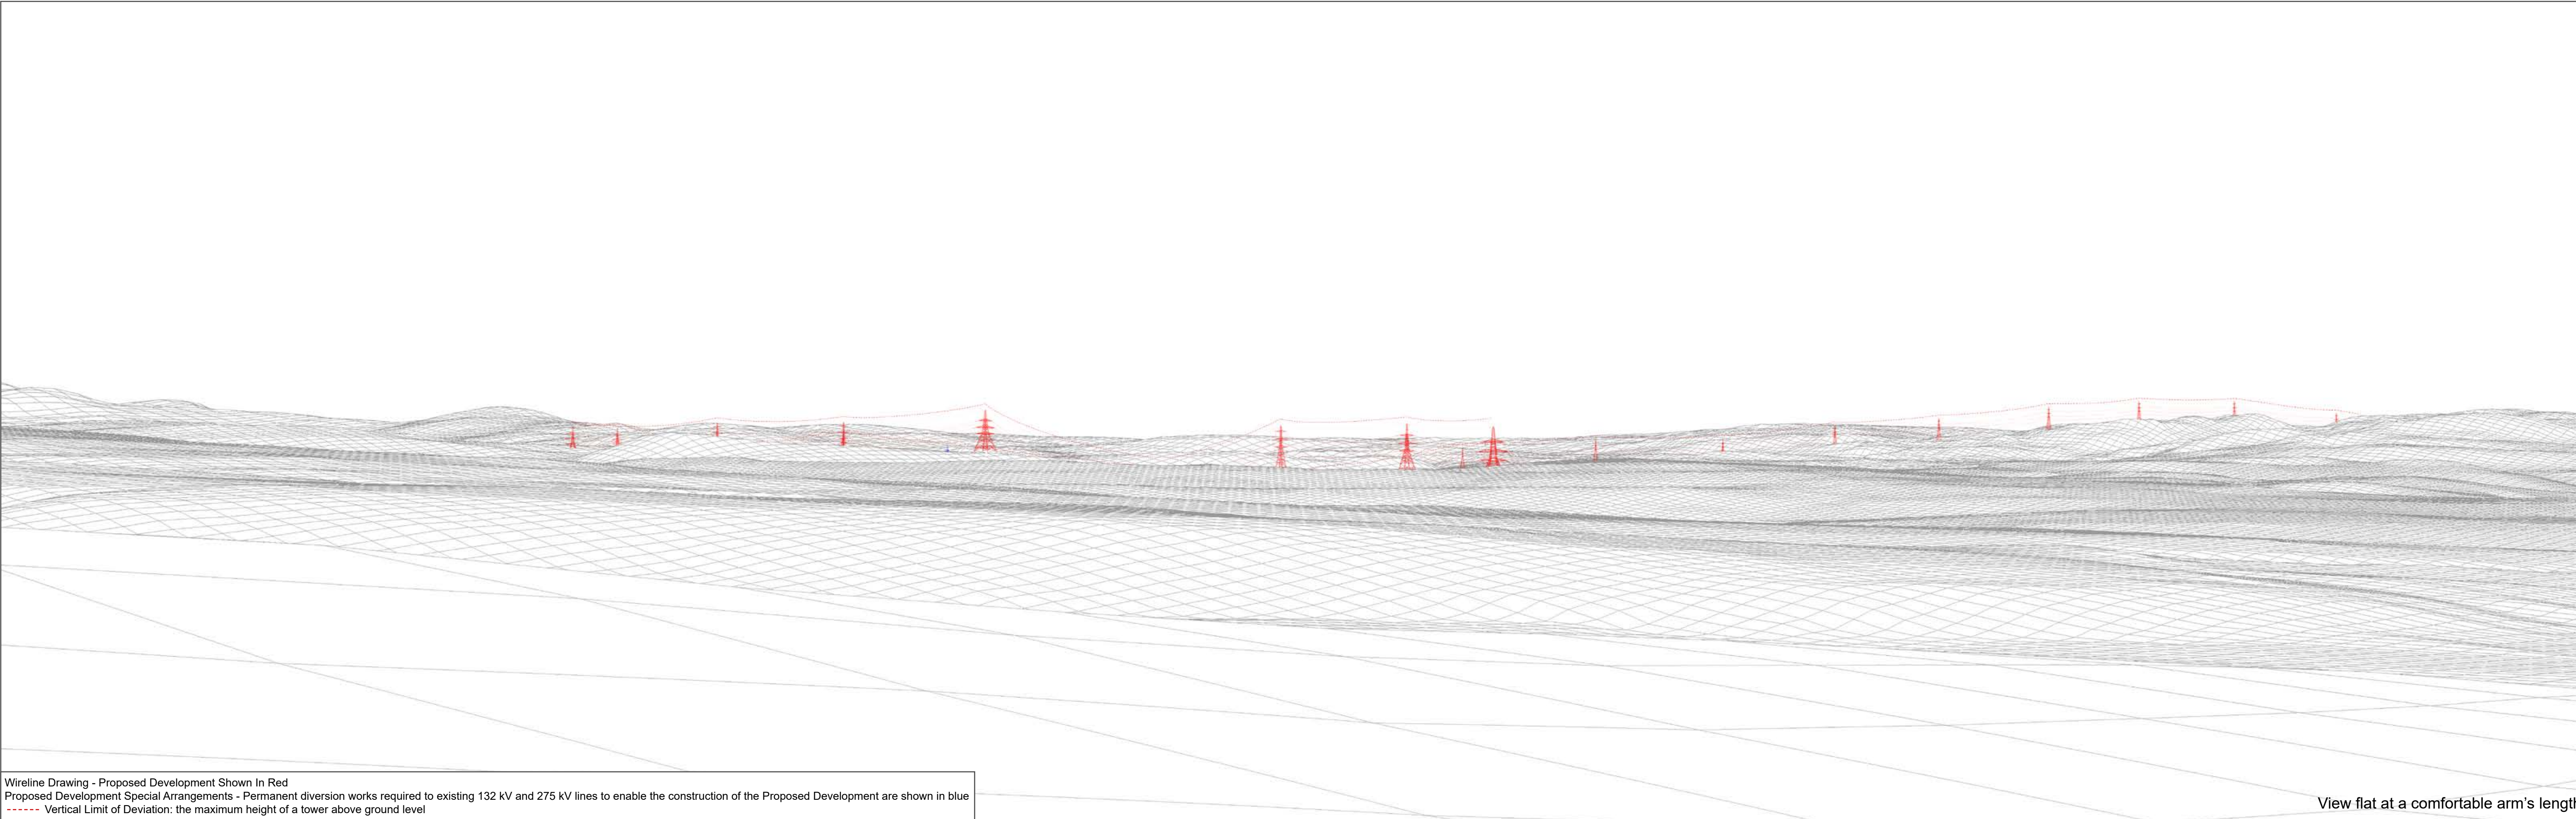 Wireline Drawing - Proposed Development Shown In Red
Proposed Development Special Arrangements - Permanent diversion works required to existing 132 kV and 275 kV lines to enable the construction of the Proposed Development are shown in blue
------ Vertical Limit of Deviation: the maximum height of a tower above ground level
View flat at a comfortable arm's length